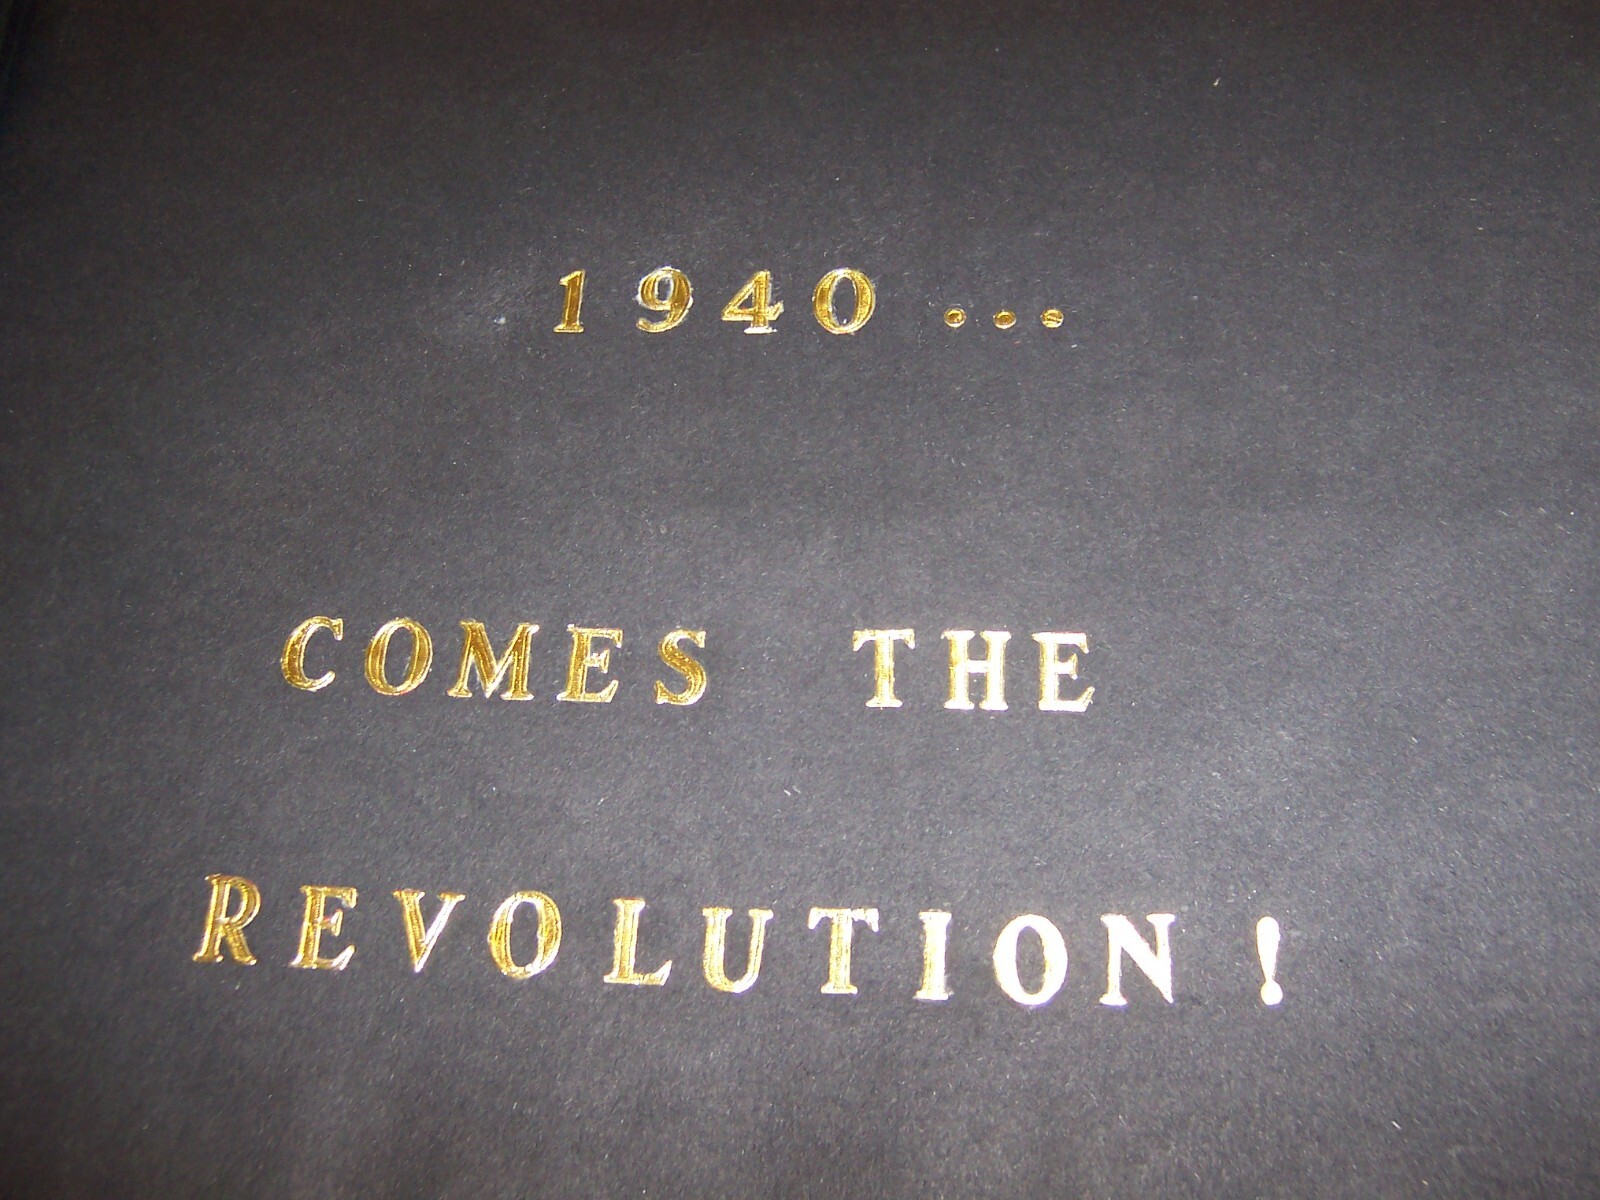 1940...
COMES THE
REVOLUTION!